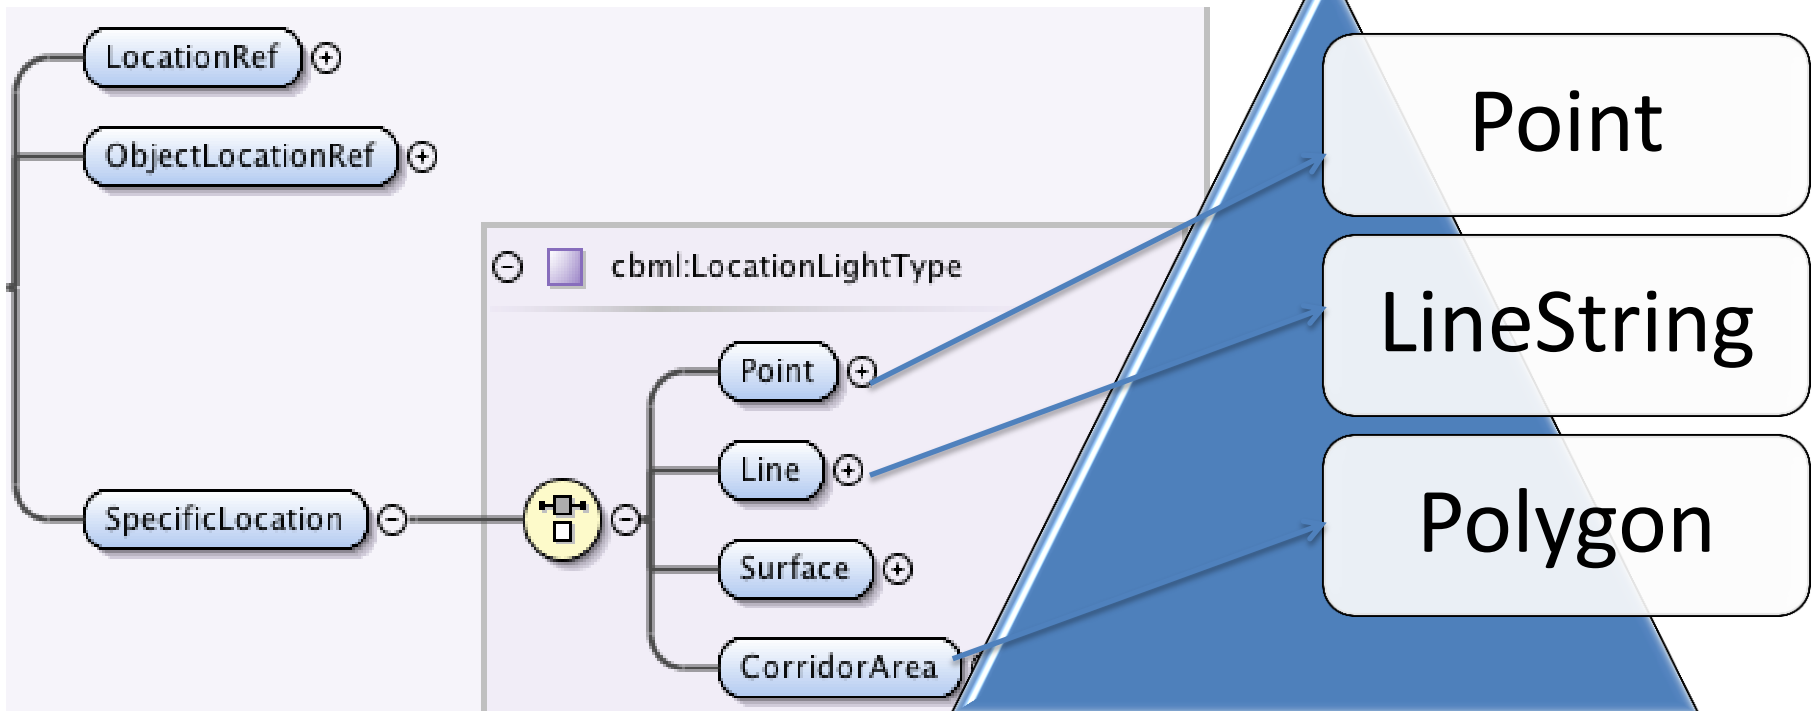 LocationRef
ObjectLocationRef
SpecificLocation
cbml:LocationLightType
Point
Line
Surface
CorridorArea
Point
LineString
Polygon